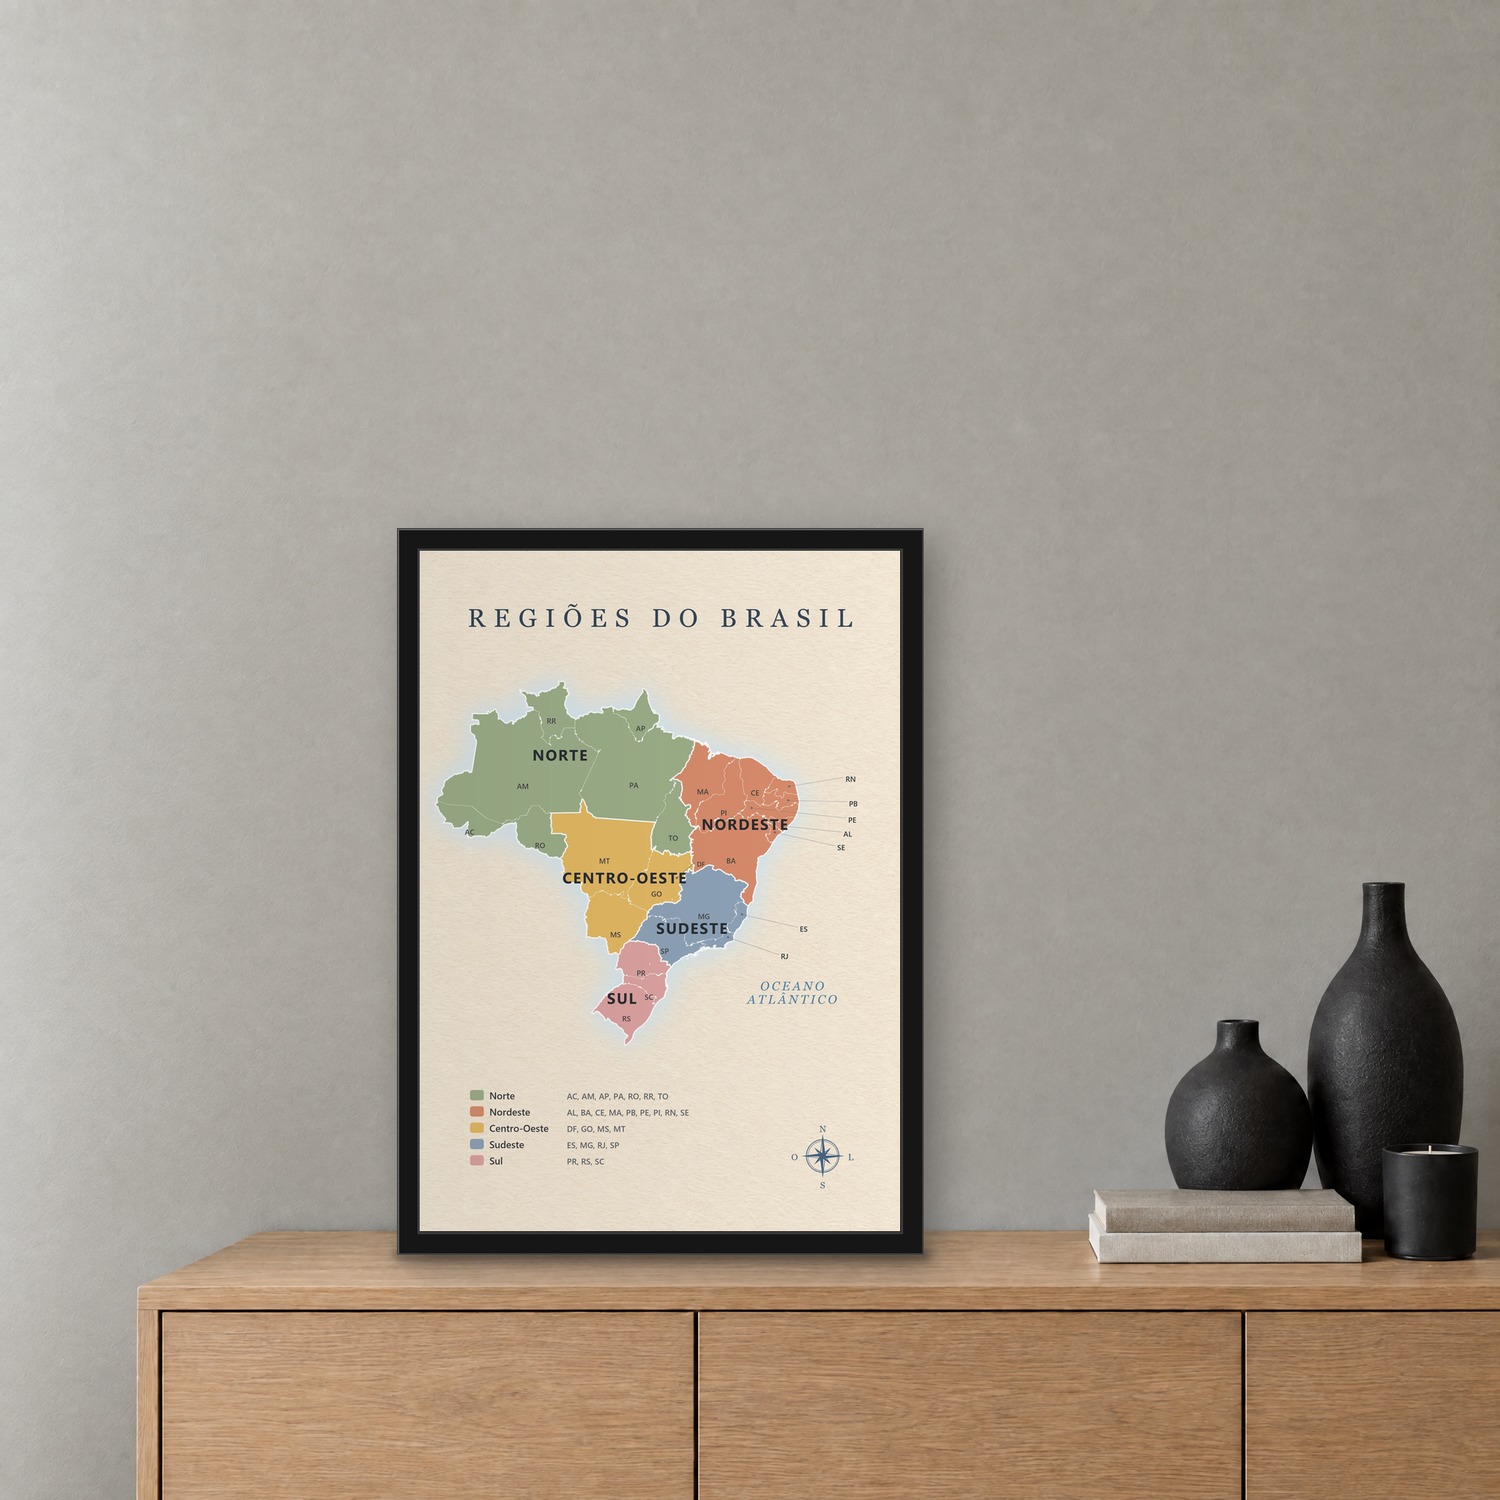 REGIÕES DO BRASIL
RR
AP
NORTE
AM
PA
MA
CE
RN
PB
PI
PE
NORDESTE
AC
TO
AL
RO
SE
MT
DF
BA
CENTRO-OESTE
GO
MG
SUDESTE
ES
MS
SP
RJ
PR
OCEANO
ATLÂNTICO
SUL
SC
RS
Norte AC, AM, AP, PA, RO, RR, TO
Nordeste AL, BA, CE, MA, PB, PE, PI, RN, SE
Centro-Oeste DF, GO, MS, MT
Sudeste ES, MG, RJ, SP
Sul PR, RS, SC
N
O L
S